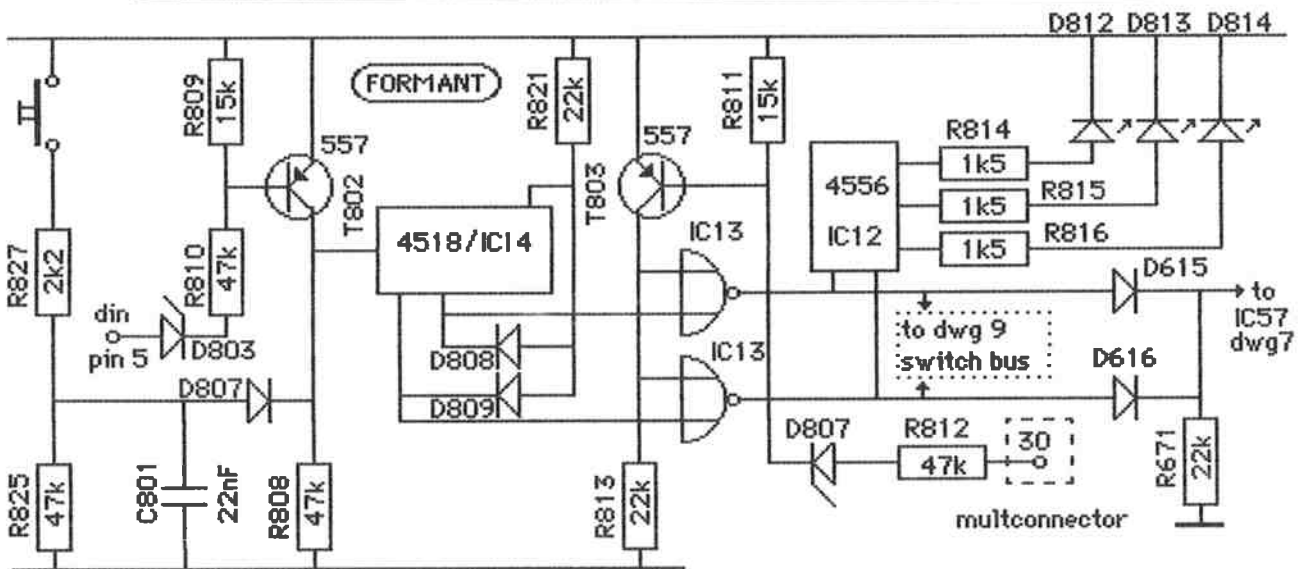 D812 D813 D814
R809
15k
FORMANT
R821
22k
R811
15k
557
T802
557
T803
R814
1k5
R815
1k5
R816
1k5
4556
IC12
4518/IC14
IC13
R827
2k2
R810
47k
din
pin 5
D803
D615
to
IC57
dwg7
to dwg 9
switch bus
D808
D809
IC13
D616
D807
D807
R812
47k
30
R825
47k
C801
22nF
R808
47k
R813
22k
R671
22k
multconnector